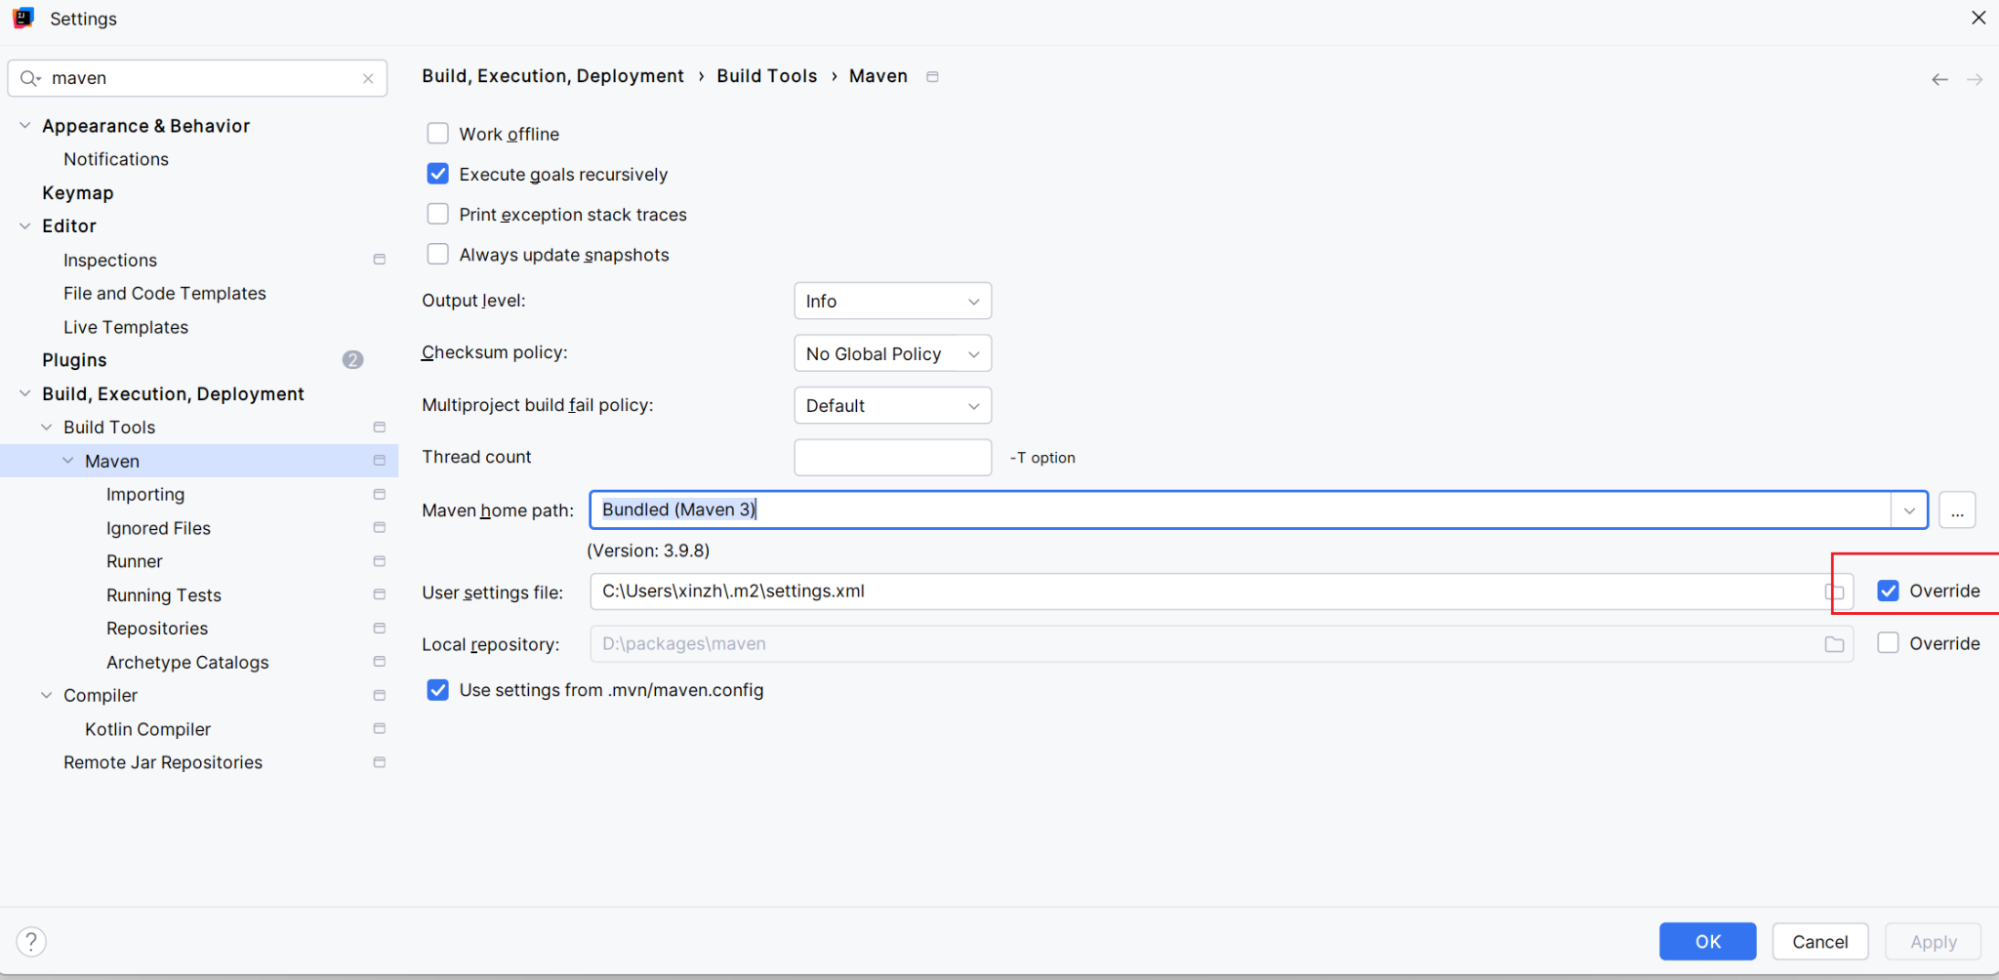 Settings
maven
Appearance & Behavior
Notifications
Keymap
Editor
Inspections
File and Code Templates
Live Templates
Plugins 2
Build, Execution, Deployment
Build Tools
Maven
Importing
Ignored Files
Runner
Running Tests
Repositories
Archetype Catalogs
Compiler
Kotlin Compiler
Remote Jar Repositories
Build, Execution, Deployment › Build Tools › Maven
Work offline
Execute goals recursively
Print exception stack traces
Always update snapshots
Output level: Info
Checksum policy: No Global Policy
Multiproject build fail policy: Default
Thread count -T option
Maven home path: Bundled (Maven 3) ...
(Version: 3.9.8)
User settings file: C:\Users\xinzh\.m2\settings.xml Override
Local repository: D:\packages\maven Override
Use settings from .mvn/maven.config
? OK Cancel Apply